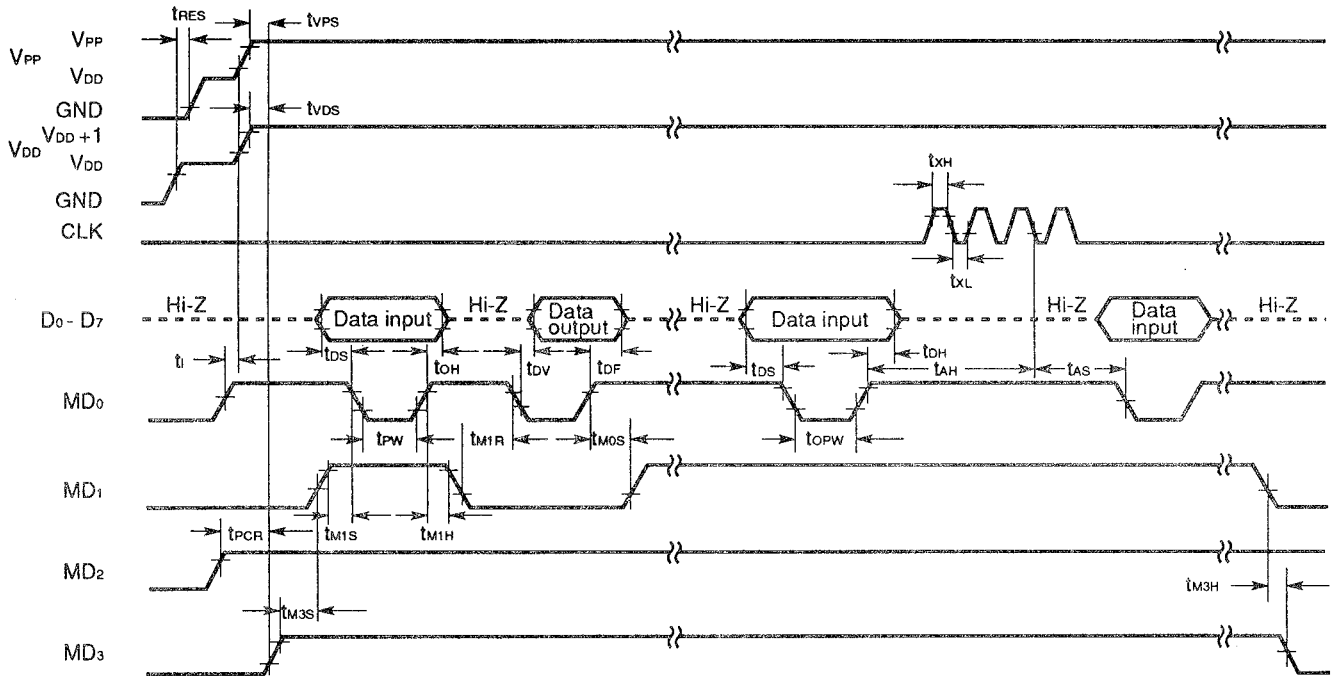 tRES
tVPS
VPP
VPP
VDD
GND
tVDS
VDD +1
VDD
VDD
GND
tXH
CLK
tXL
Hi-Z
Hi-Z
Hi-Z
Hi-Z
Hi-Z
D0 - D7
Data input
Data output
Data input
Data input
tI
tDS
tOH
tDV
tDF
tDS
tDH
tAH
tAS
MD0
tPW
tM1R
tM0S
tOPW
MD1
tPCR
tM1S
tM1H
MD2
tM3S
tM3H
MD3